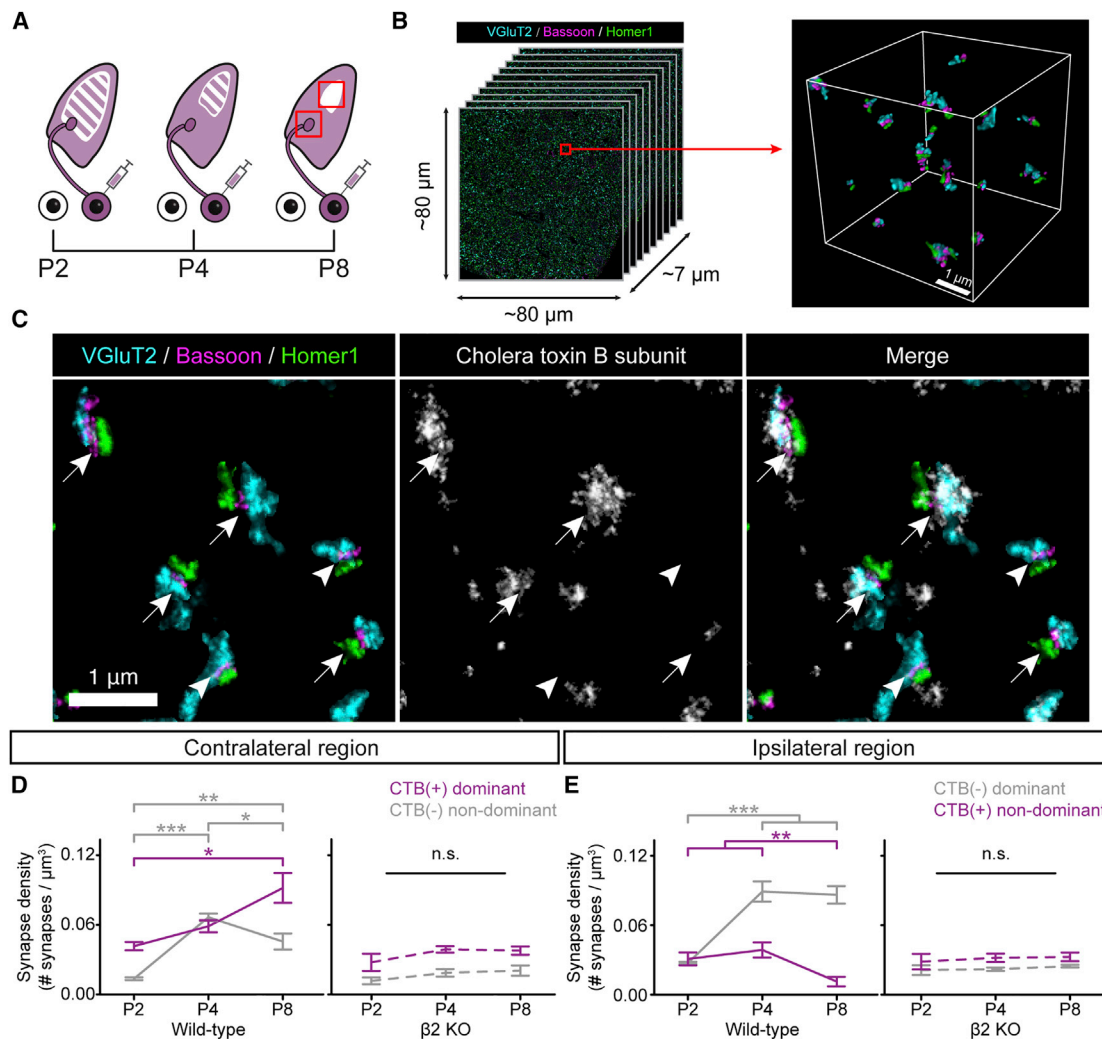 A
P2
P4
P8
B
VGluT2 / Bassoon / Homer1
~80 µm
~80 µm
~7 µm
1 µm
C
VGluT2 / Bassoon / Homer1
Cholera toxin B subunit
Merge
1 µm
Contralateral region
Ipsilateral region
D
CTB(+) dominant
CTB(-) non-dominant
**
***
*
*
n.s.
Synapse density
(# synapses / µm³)
0.12
0.06
0.00
P2 P4 P8
Wild-type
P2 P4 P8
β2 KO
E
CTB(-) dominant
CTB(+) non-dominant
***
**
n.s.
Synapse density
(# synapses / µm³)
0.12
0.06
0.00
P2 P4 P8
Wild-type
P2 P4 P8
β2 KO